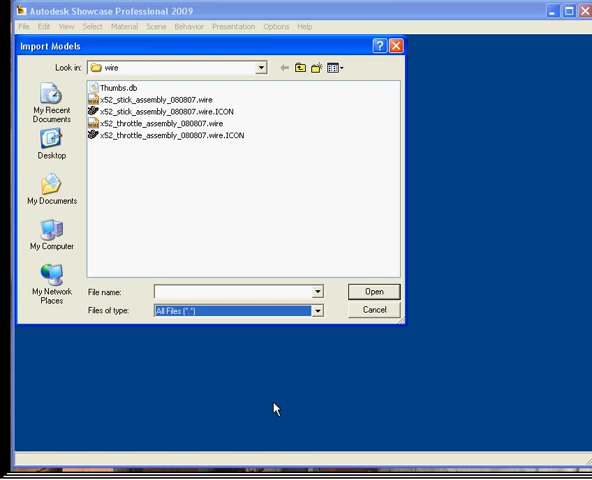 Autodesk Showcase Professional 2009
File Edit View Select Material Scene Behavior Presentation Options Help
Import Models
Look in: wire
Thumbs.db
x52_stick_assembly_080807.wire
x52_stick_assembly_080807.wire.ICON
x52_throttle_assembly_080807.wire
x52_throttle_assembly_080807.wire.ICON
My Recent
Documents
Desktop
My Documents
My Computer
My Network
Places
File name:
Open
Files of type: All Files (*.*)
Cancel